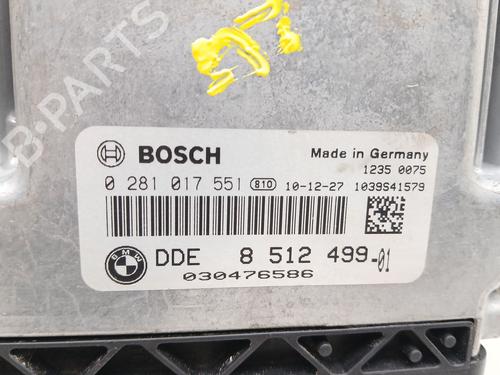 B-PARTS
BOSCH
Made in Germany
1235 0075
0 281 017 551 810 10-12-27 1039S41579
BMW DDE 8 512 499-01
030476586